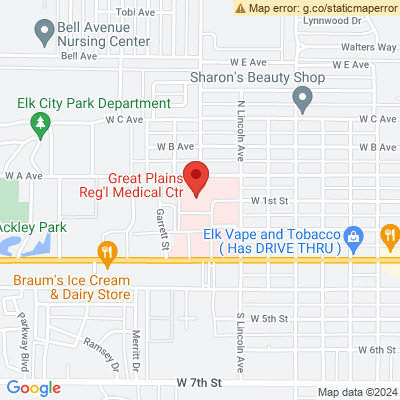 Map error: g.co/staticmaperror
Tobi Ave
Lynnwood Dr
Bell Avenue
Nursing Center
Walters Way
Bell Ave
W E Ave
W E Ave
Sharon's Beauty Shop
Elk City Park Department
N Lincoln Ave
W C Ave
W C Ave
W B Ave
W B Ave
W A Ave
Great Plains
Reg'l Medical Ctr
W 1st St
Garrett St
Ackley Park
Elk Vape and Tobacco
( Has DRIVE THRU )
Braum's Ice Cream
& Dairy Store
S Lincoln Ave
W 5th St
Parkway Blvd
Ramsey Dr
Merritt Dr
W 6th St
W 7th St
Google
Map data ©2024